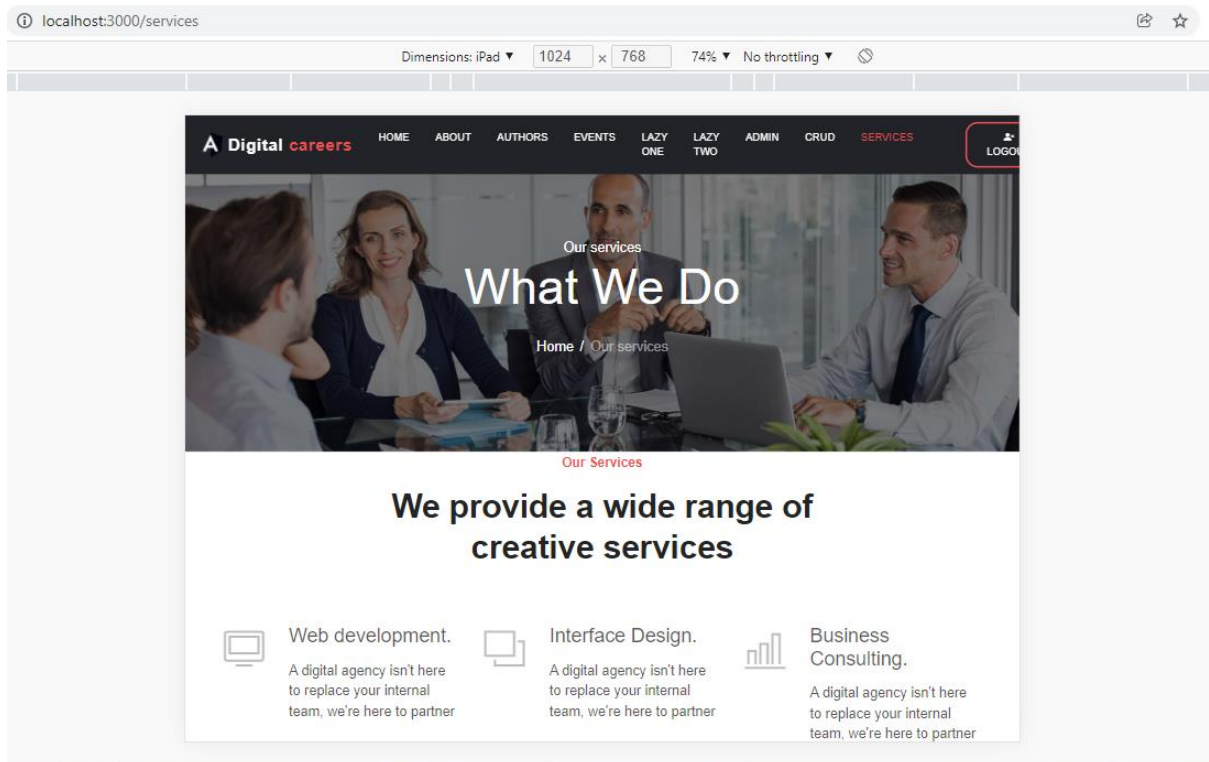 localhost:3000/services
Dimensions: iPad ▼ 1024 x 768 74% ▼ No throttling ▼
A Digital careers HOME ABOUT AUTHORS EVENTS LAZY ONE LAZY TWO ADMIN CRUD SERVICES LOGOU
Our services
What We Do
Home / Our services
Our Services
We provide a wide range of
creative services
Web development.
A digital agency isn't here
to replace your internal
team, we're here to partner
Interface Design.
A digital agency isn't here
to replace your internal
team, we're here to partner
Business
Consulting.
A digital agency isn't here
to replace your internal
team, we're here to partner